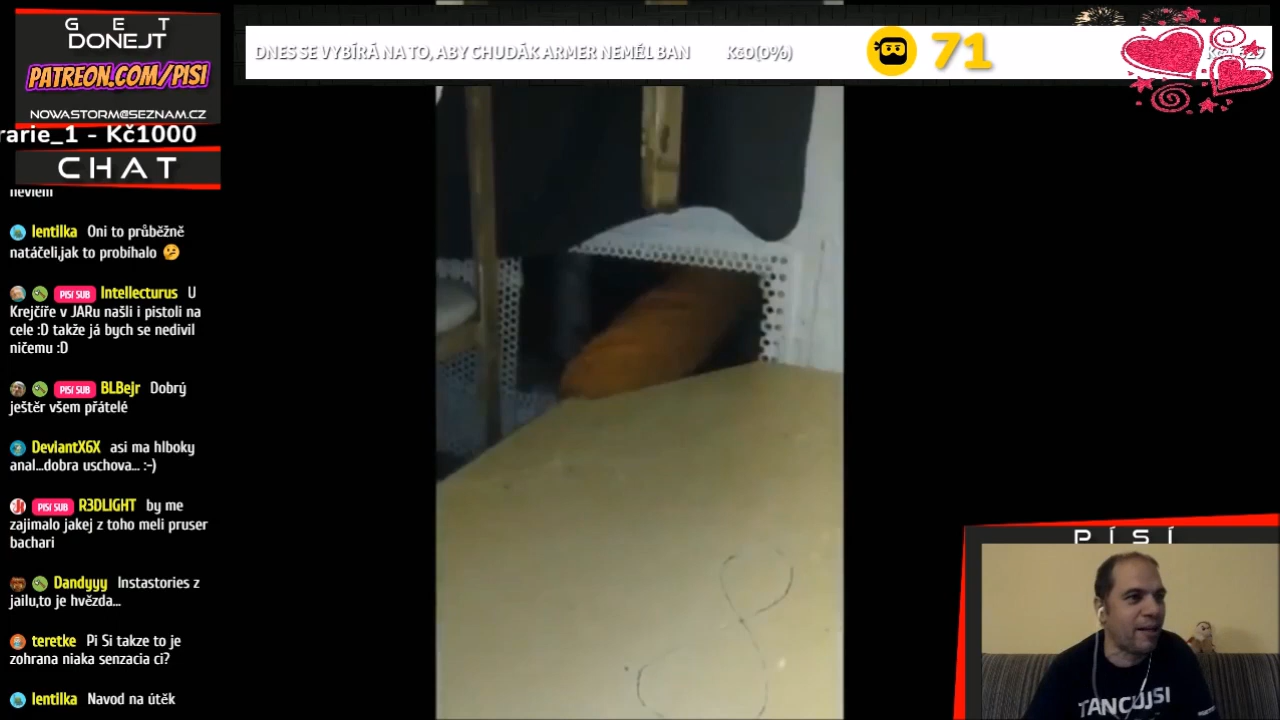 GET
DONEJT
PATREON.COM/PISI
NOWASTORM@SEZNAM.CZ
rarie_1 - Kč1000
CHAT
neviem
lentilka Oni to průběžně
natáčeli,jak to probíhalo 🤔
PISI SUB Intellecturus U
Krejčíře v JARu našli i pistoli na
cele :D takže já bych se nedivil
ničemu :D
PISI SUB BLBejr Dobrý
ještěr všem přátelé
DevIantX6X asi ma hlboky
anal...dobra uschova... :-)
PISI SUB R3DLIGHT by me
zajimalo jakej z toho meli pruser
bachari
Dandyyy Instastories z
jailu,to je hvězda...
teretke Pi Si takze to je
zohrana niaka senzacia ci?
lentilka Navod na útěk
DNES SE VYBÍRÁ NA TO, ABY CHUDÁK ARMER NEMĚL BAN Kč0(0%)
71
PÍSÍ
TANCUJSI